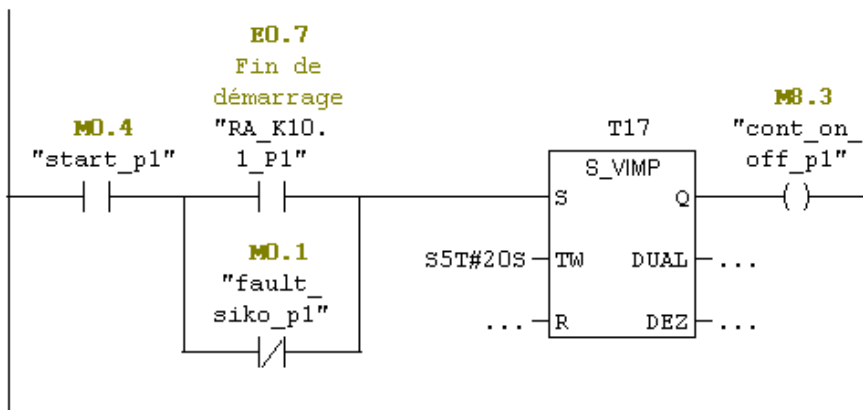 E0.7
Fin de
démarrage
M0.4
"RA_K10.
T17
M8.3
"cont_on_
"start_p1"
1_P1"
off_p1"
S_VIMP
S
Q
M0.1
"fault_
siko_p1"
S5T#20S
TW
DUAL
...
...
R
DEZ
...